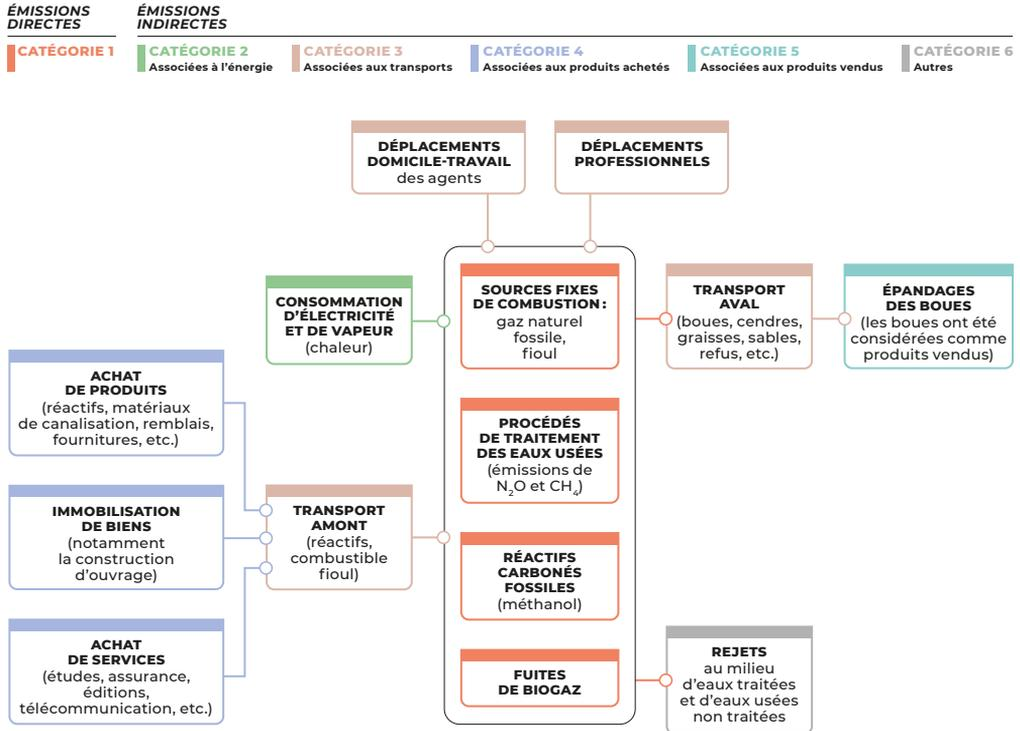 ÉMISSIONS
DIRECTES
ÉMISSIONS
INDIRECTES
CATÉGORIE 1
CATÉGORIE 2
Associées à l’énergie
CATÉGORIE 3
Associées aux transports
CATÉGORIE 4
Associées aux produits achetés
CATÉGORIE 5
Associées aux produits vendus
CATÉGORIE 6
Autres
DÉPLACEMENTS
DOMICILE-TRAVAIL
des agents
DÉPLACEMENTS
PROFESSIONNELS
CONSOMMATION
D’ÉLECTRICITÉ
ET DE VAPEUR
(chaleur)
SOURCES FIXES
DE COMBUSTION :
gaz naturel
fossile,
fioul
TRANSPORT
AVAL
(boues, cendres,
graisses, sables,
refus, etc.)
ÉPANDAGES
DES BOUES
(les boues ont été
considérées comme
produits vendus)
ACHAT
DE PRODUITS
(réactifs, matériaux
de canalisation, remblais,
fournitures, etc.)
PROCÉDÉS
DE TRAITEMENT
DES EAUX USÉES
(émissions de
N₂O et CH₄)
IMMOBILISATION
DE BIENS
(notamment
la construction
d’ouvrage)
TRANSPORT
AMONT
(réactifs,
combustible
fioul)
RÉACTIFS
CARBONÉS
FOSSILES
(méthanol)
ACHAT
DE SERVICES
(études, assurance,
éditions,
télécommunication, etc.)
FUITES
DE BIOGAZ
REJETS
au milieu
d’eaux traitées
et d’eaux usées
non traitées